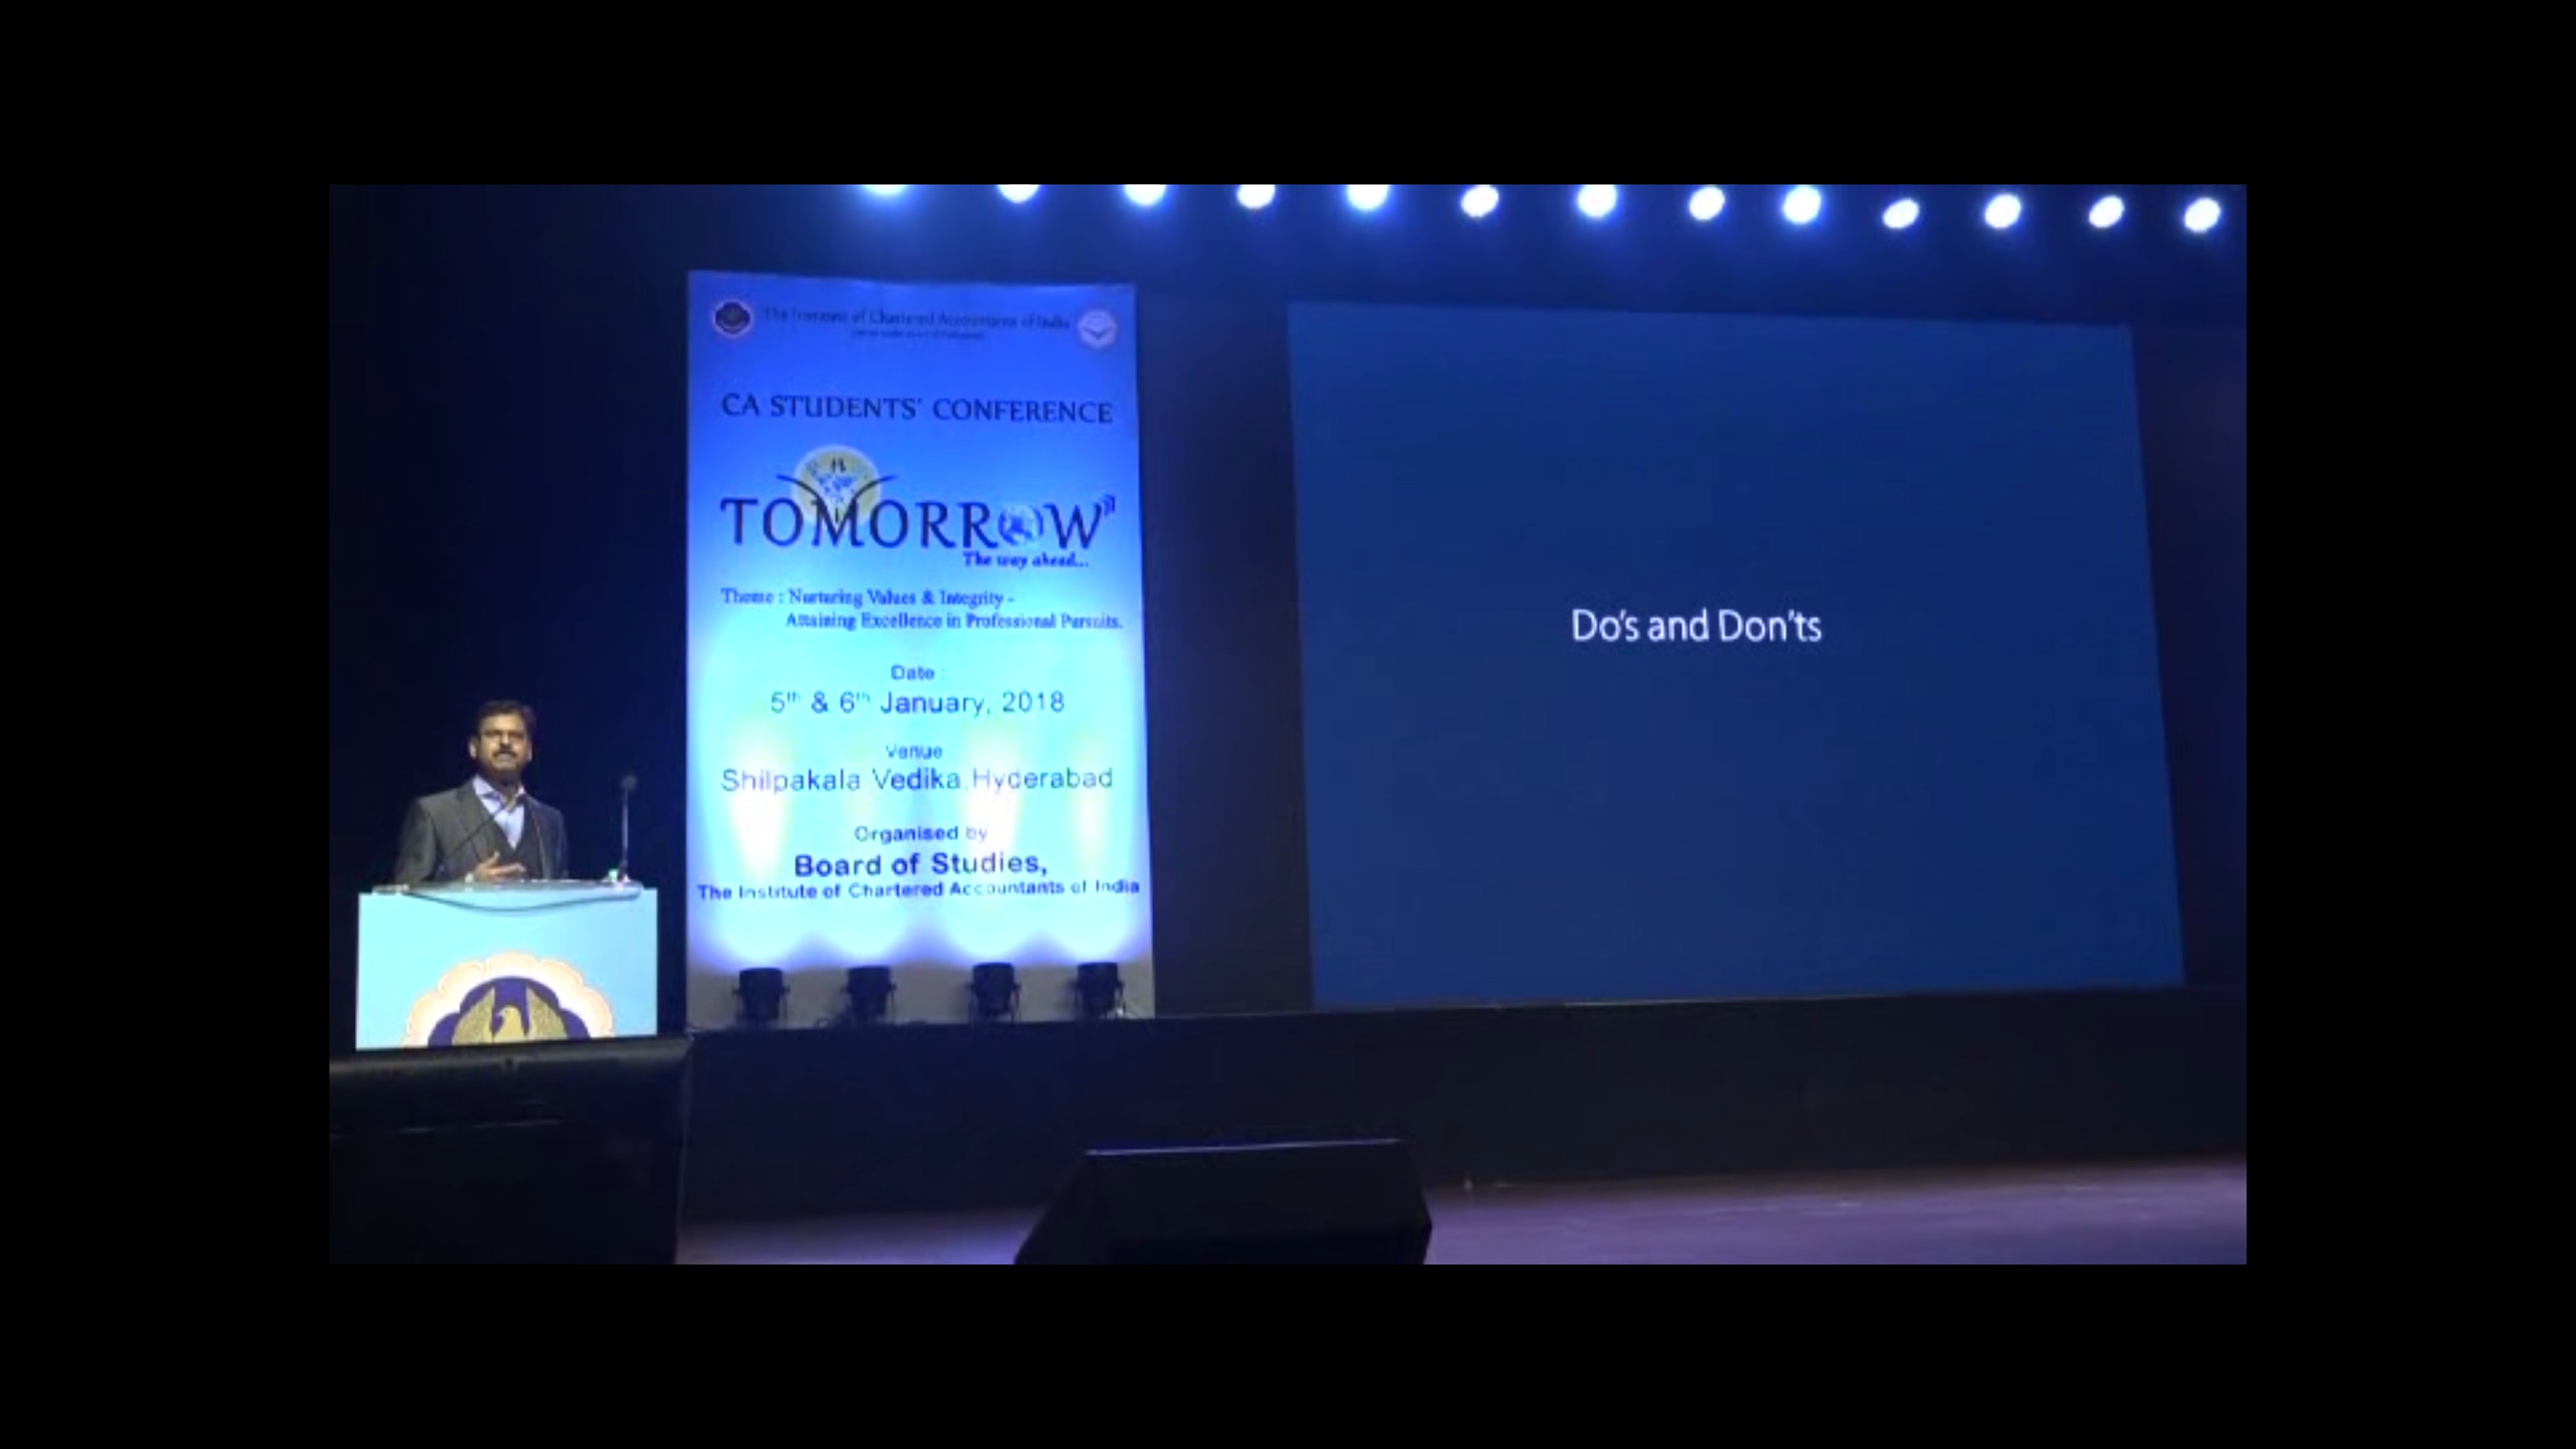 The Institute of Chartered Accountants of India
CA STUDENTS' CONFERENCE
TOMORROW
The way ahead...
Theme : Nurturing Values & Integrity -
Attaining Excellence in Professional Pursuits.
Date :
5th & 6th January, 2018
Venue
Shilpakala Vedika, Hyderabad
Organised by
Board of Studies,
The Institute of Chartered Accountants of India
Do's and Don'ts